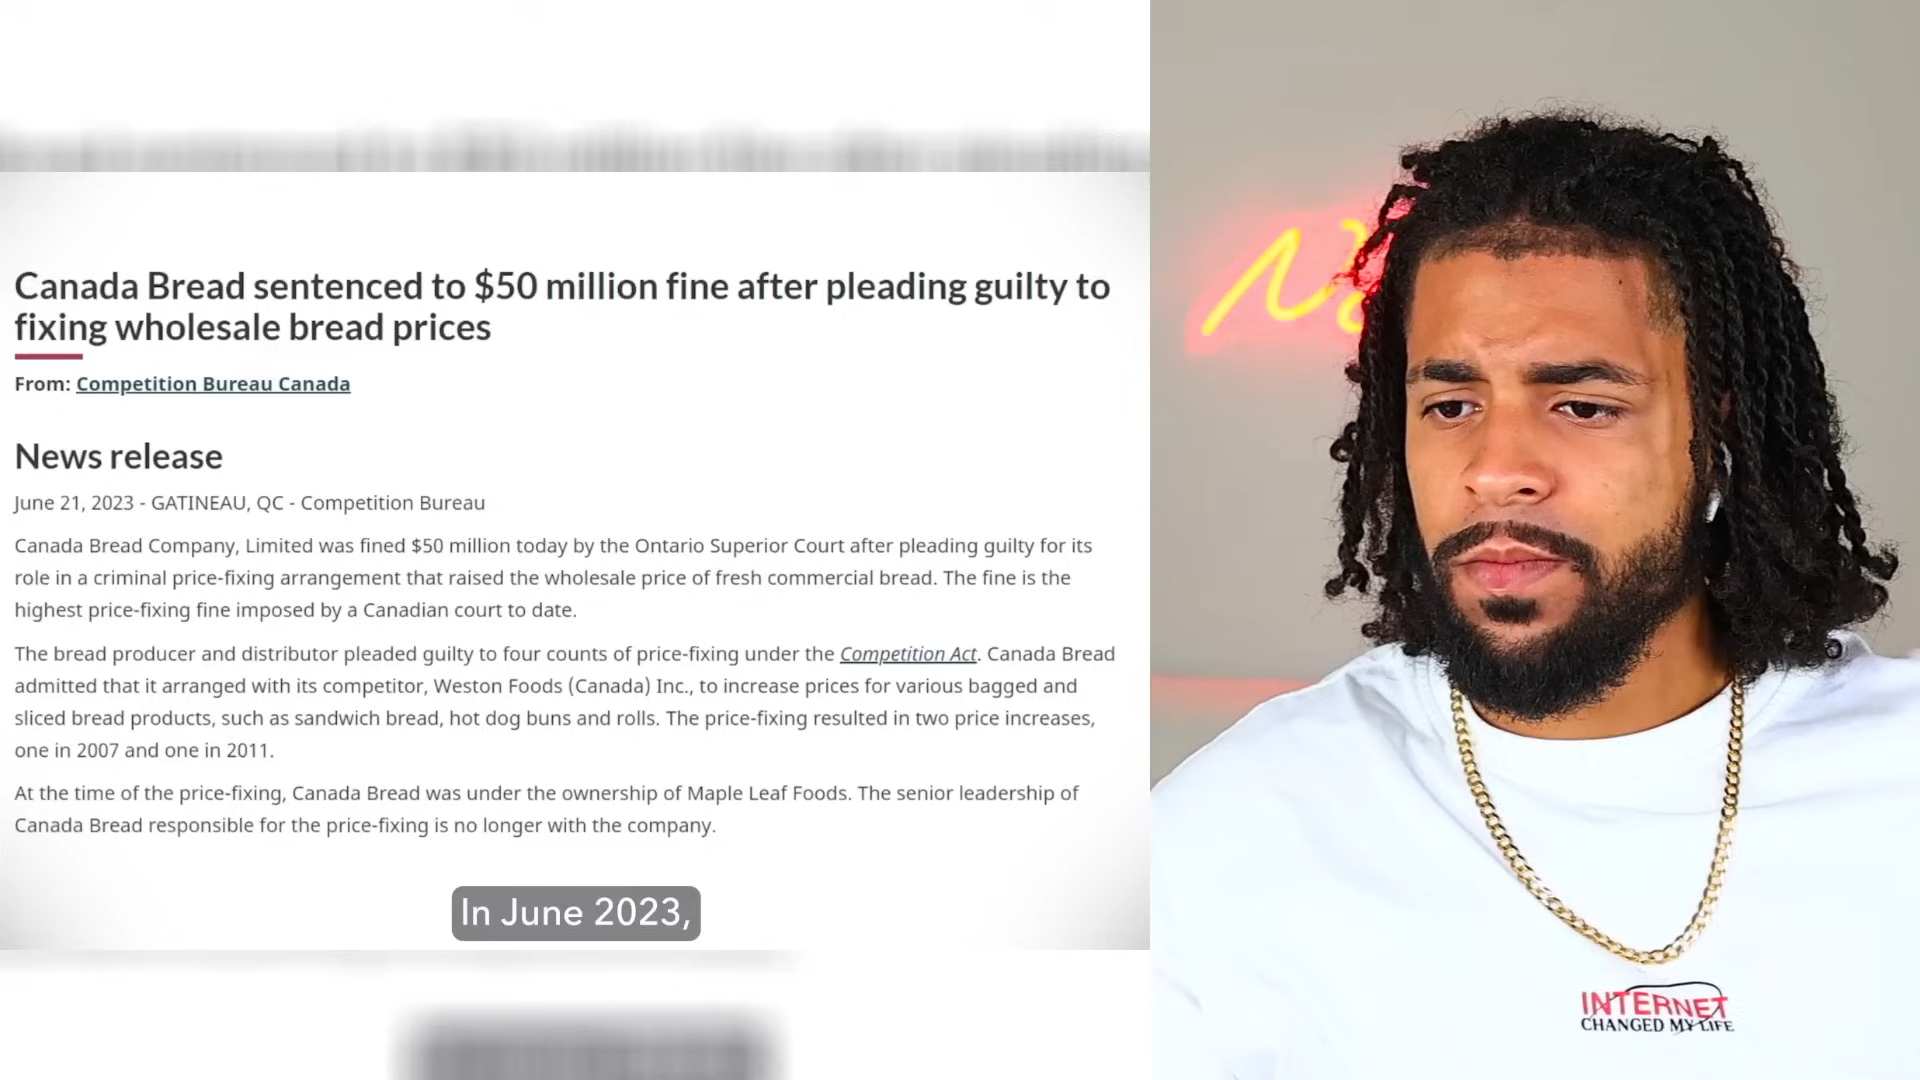 Canada Bread sentenced to $50 million fine after pleading guilty to
fixing wholesale bread prices
From: Competition Bureau Canada
News release
June 21, 2023 - GATINEAU, QC - Competition Bureau
Canada Bread Company, Limited was fined $50 million today by the Ontario Superior Court after pleading guilty for its
role in a criminal price-fixing arrangement that raised the wholesale price of fresh commercial bread. The fine is the
highest price-fixing fine imposed by a Canadian court to date.
The bread producer and distributor pleaded guilty to four counts of price-fixing under the Competition Act. Canada Bread
admitted that it arranged with its competitor, Weston Foods (Canada) Inc., to increase prices for various bagged and
sliced bread products, such as sandwich bread, hot dog buns and rolls. The price-fixing resulted in two price increases,
one in 2007 and one in 2011.
At the time of the price-fixing, Canada Bread was under the ownership of Maple Leaf Foods. The senior leadership of
Canada Bread responsible for the price-fixing is no longer with the company.
In June 2023,
INTERNET
CHANGED MY LIFE